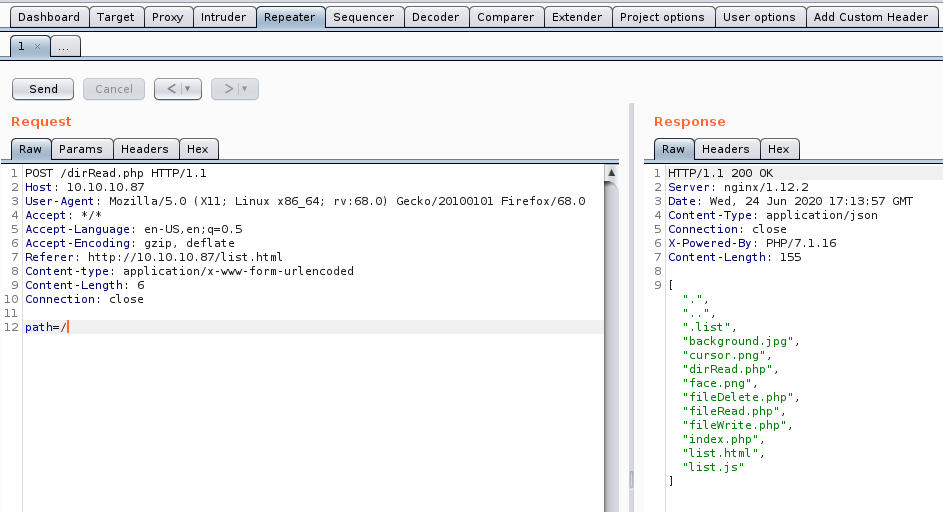 Dashboard Target Proxy Intruder Repeater Sequencer Decoder Comparer Extender Project options User options Add Custom Header
1 × ...
Send Cancel < ▼ > ▼
Request
Raw Params Headers Hex
1 POST /dirRead.php HTTP/1.1
2 Host: 10.10.10.87
3 User-Agent: Mozilla/5.0 (X11; Linux x86_64; rv:68.0) Gecko/20100101 Firefox/68.0
4 Accept: */*
5 Accept-Language: en-US,en;q=0.5
6 Accept-Encoding: gzip, deflate
7 Referer: http://10.10.10.87/list.html
8 Content-type: application/x-www-form-urlencoded
9 Content-Length: 6
10 Connection: close
11
12 path=/
Response
Raw Headers Hex
1 HTTP/1.1 200 OK
2 Server: nginx/1.12.2
3 Date: Wed, 24 Jun 2020 17:13:57 GMT
4 Content-Type: application/json
5 Connection: close
6 X-Powered-By: PHP/7.1.16
7 Content-Length: 155
8
9 [
".",
"..",
".list",
"background.jpg",
"cursor.png",
"dirRead.php",
"face.png",
"fileDelete.php",
"fileRead.php",
"fileWrite.php",
"index.php",
"list.html",
"list.js"
]